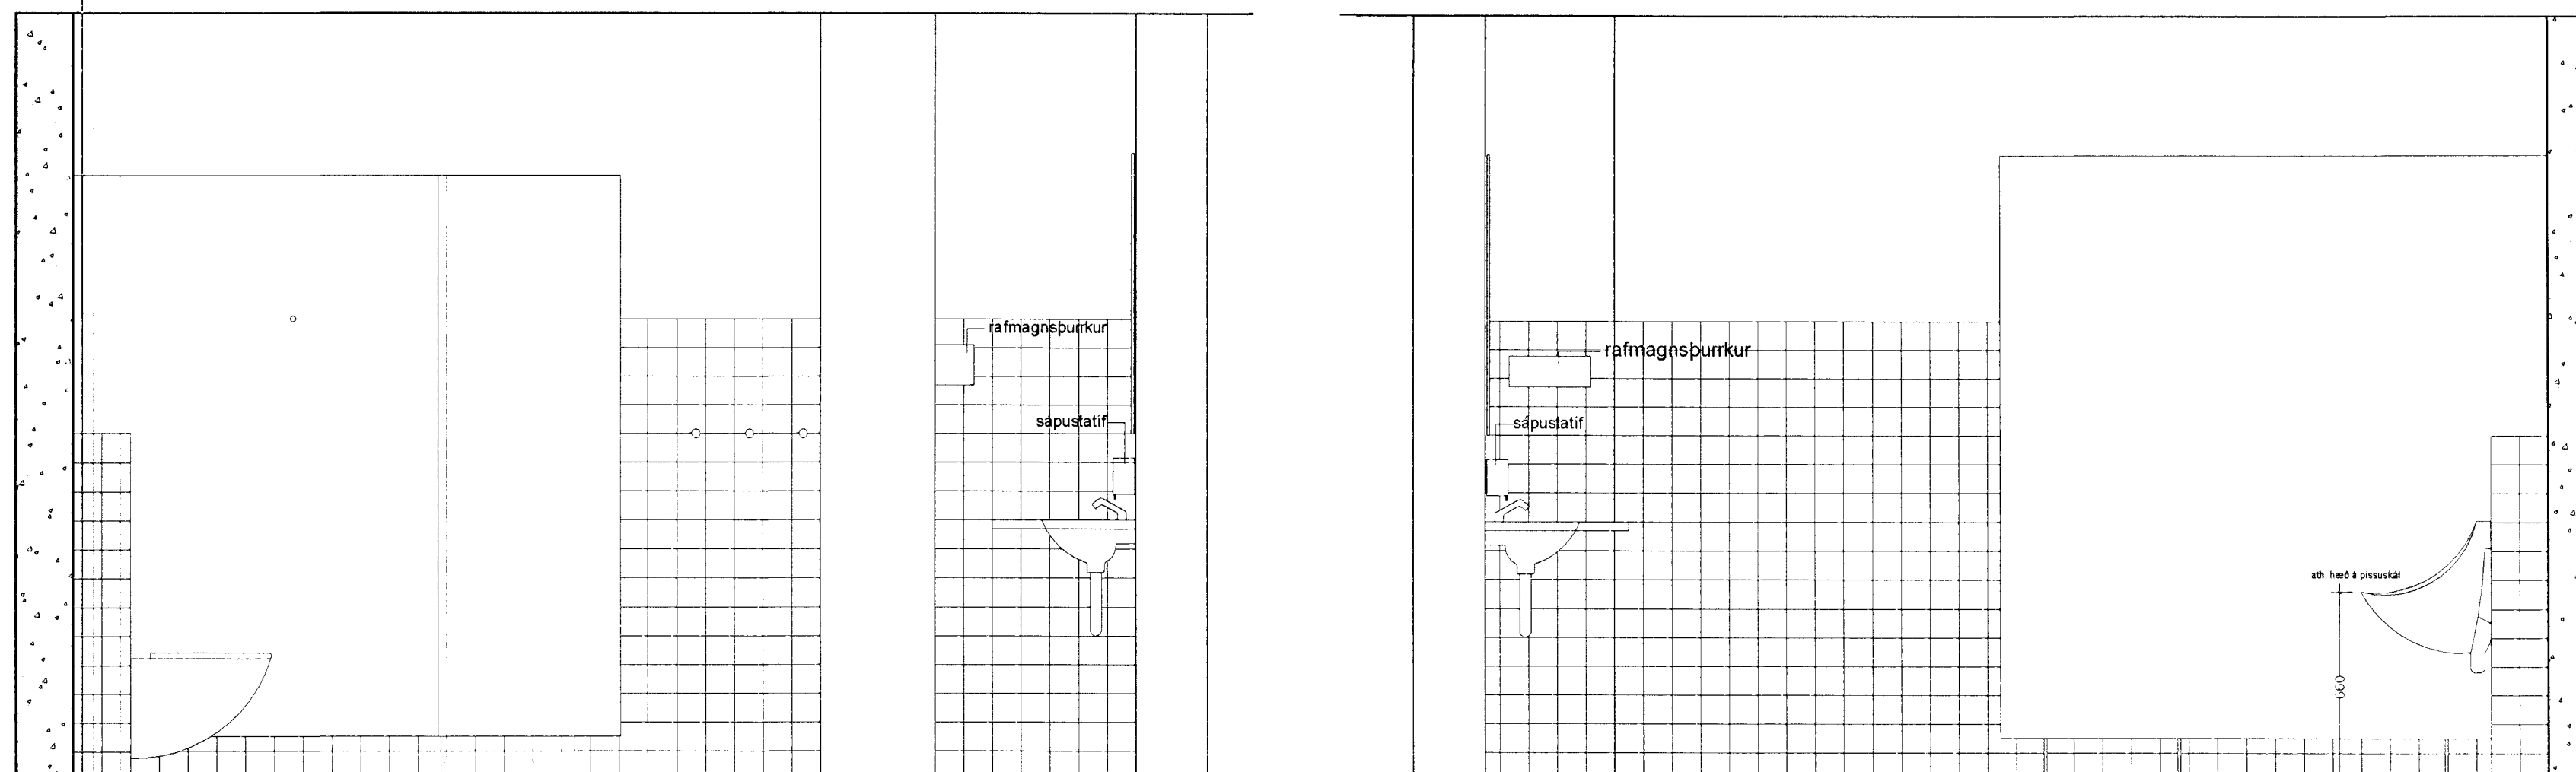 rafmagnsþurrkur
sápustatíf
rafmagnsþurrkur
sápustatíf
ath. hæð á pissuskál
660